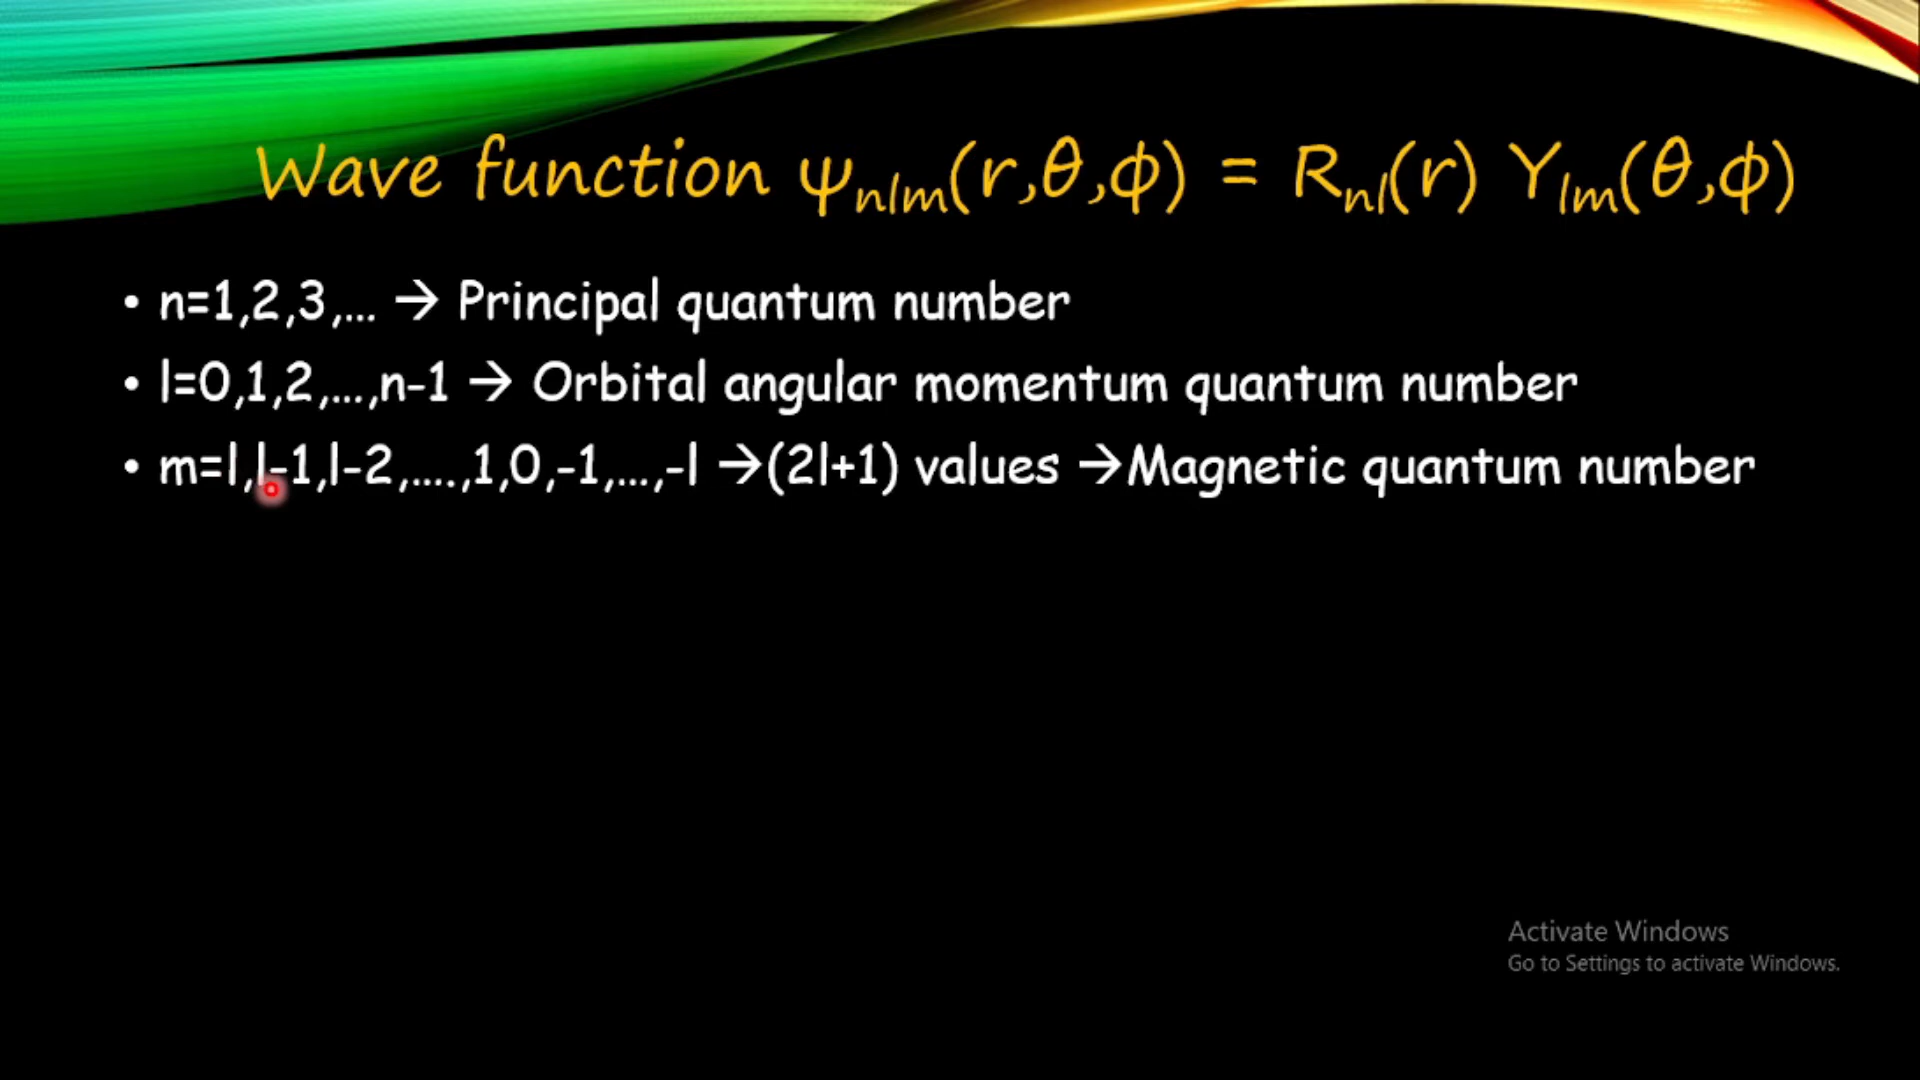 Wave function ψnlm(r,θ,φ) = Rnl(r) Ylm(θ,φ)
• n=1,2,3,... → Principal quantum number
• l=0,1,2,...,n-1 → Orbital angular momentum quantum number
• m=l,l-1,l-2,....,1,0,-1,...,-l →(2l+1) values →Magnetic quantum number
Activate Windows
Go to Settings to activate Windows.